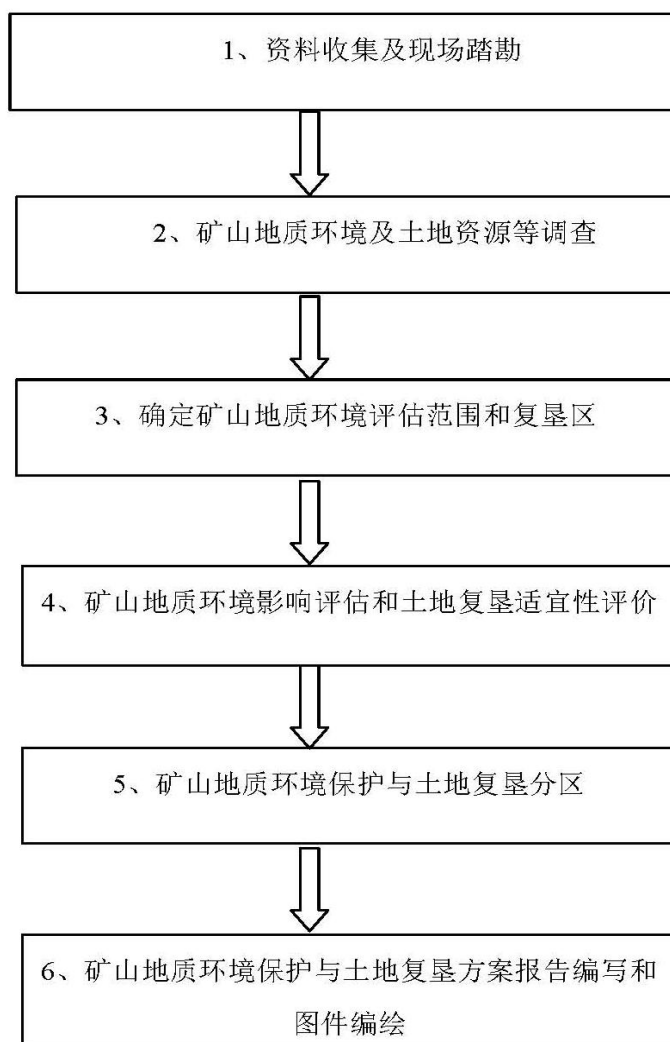 1、资料收集及现场踏勘
2、矿山地质环境及土地资源等调查
3、确定矿山地质环境评估范围和复垦区
4、矿山地质环境影响评估和土地复垦适宜性评价
5、矿山地质环境保护与土地复垦分区
6、矿山地质环境保护与土地复垦方案报告编写和
图件编绘